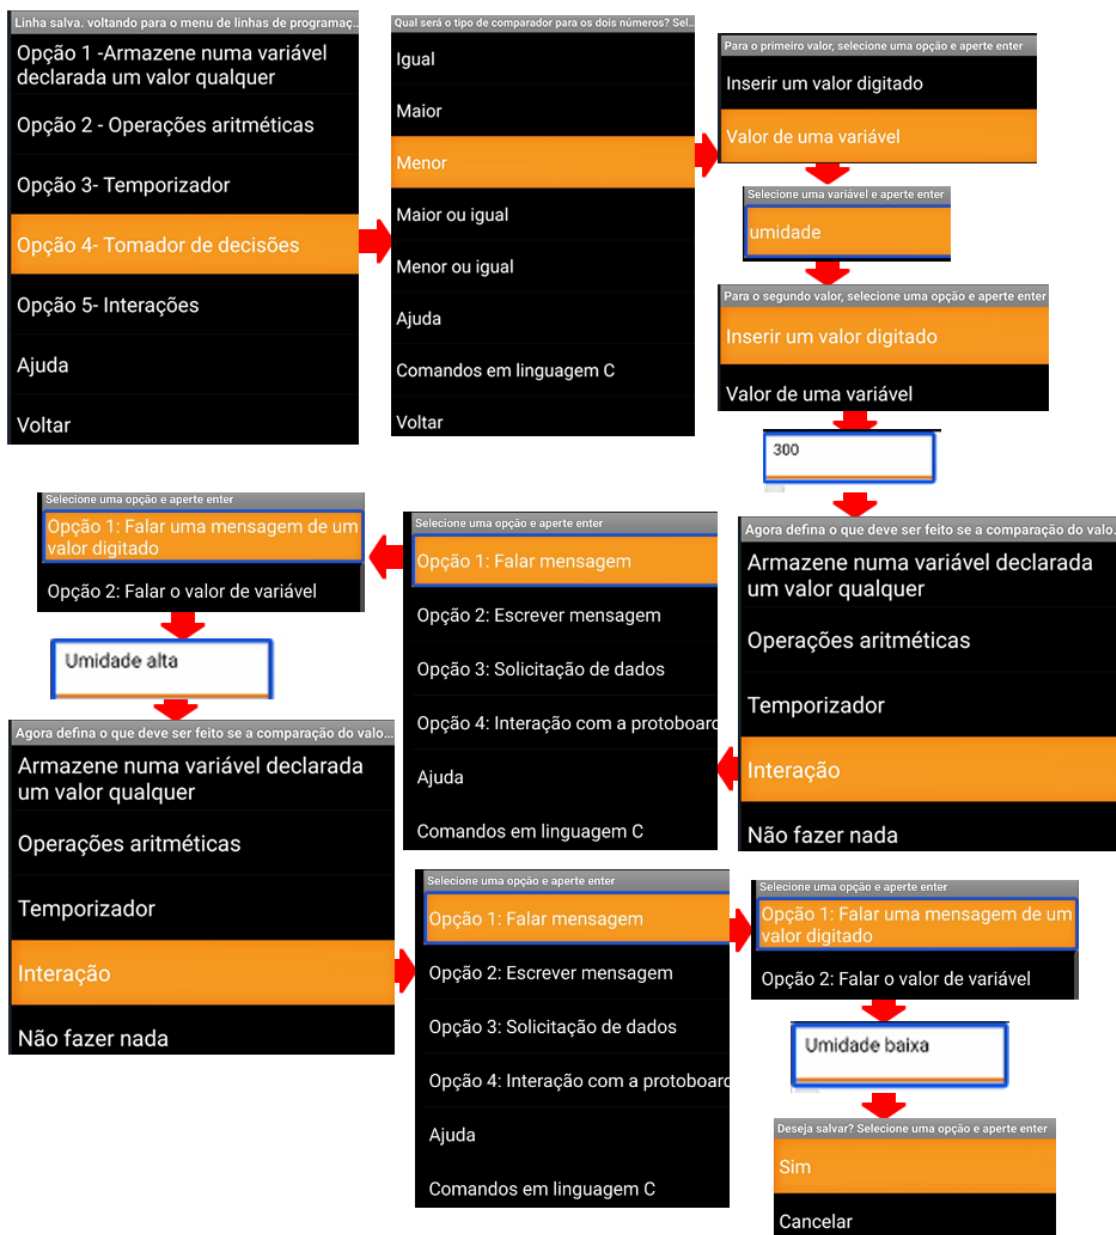 Linha salva. voltando para o menu de linhas de programaç...
Opção 1 -Armazene numa variável
declarada um valor qualquer
Opção 2 - Operações aritméticas
Opção 3- Temporizador
Opção 4- Tomador de decisões
Opção 5- Interações
Ajuda
Voltar
Qual será o tipo de comparador para os dois números? Sel...
Igual
Maior
Menor
Maior ou igual
Menor ou igual
Ajuda
Comandos em linguagem C
Voltar
Para o primeiro valor, selecione uma opção e aperte enter
Inserir um valor digitado
Valor de uma variável
Selecione uma variável e aperte enter
umidade
Para o segundo valor, selecione uma opção e aperte enter
Inserir um valor digitado
Valor de uma variável
300
Agora defina o que deve ser feito se a comparação do valo...
Armazene numa variável declarada
um valor qualquer
Operações aritméticas
Temporizador
Interação
Não fazer nada
Selecione uma opção e aperte enter
Opção 1: Falar mensagem
Opção 2: Escrever mensagem
Opção 3: Solicitação de dados
Opção 4: Interação com a protoboard
Ajuda
Comandos em linguagem C
Selecione uma opção e aperte enter
Opção 1: Falar uma mensagem de um
valor digitado
Opção 2: Falar o valor de variável
Umidade alta
Agora defina o que deve ser feito se a comparação do valo...
Armazene numa variável declarada
um valor qualquer
Operações aritméticas
Temporizador
Interação
Não fazer nada
Selecione uma opção e aperte enter
Opção 1: Falar mensagem
Opção 2: Escrever mensagem
Opção 3: Solicitação de dados
Opção 4: Interação com a protoboard
Ajuda
Comandos em linguagem C
Selecione uma opção e aperte enter
Opção 1: Falar uma mensagem de um
valor digitado
Opção 2: Falar o valor de variável
Umidade baixa
Deseja salvar? Selecione uma opção e aperte enter
Sim
Cancelar